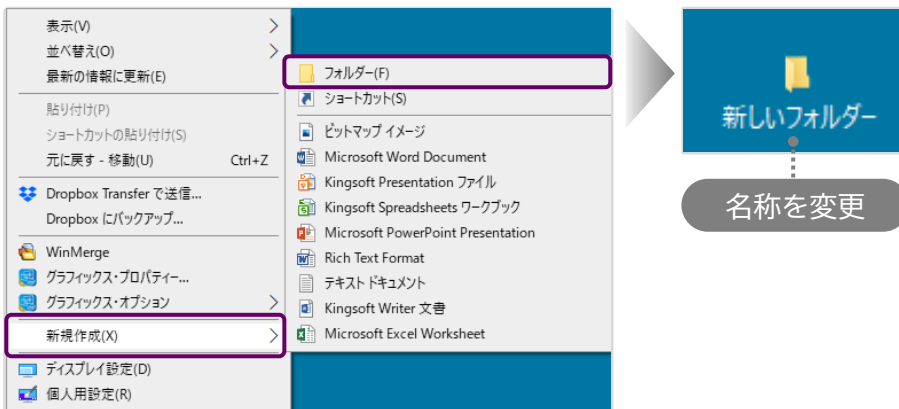 表示(V)
並べ替え(O)
最新の情報に更新(E)
貼り付け(P)
ショートカットの貼り付け(S)
元に戻す - 移動(U) Ctrl+Z
Dropbox Transfer で送信...
Dropbox にバックアップ...
WinMerge
グラフィックス・プロパティー...
グラフィックス・オプション
新規作成(X)
ディスプレイ設定(D)
個人用設定(R)
フォルダー(F)
ショートカット(S)
ビットマップ イメージ
Microsoft Word Document
Kingsoft Presentation ファイル
Kingsoft Spreadsheets ワークブック
Microsoft PowerPoint Presentation
Rich Text Format
テキスト ドキュメント
Kingsoft Writer 文書
Microsoft Excel Worksheet
新しいフォルダー
名称を変更